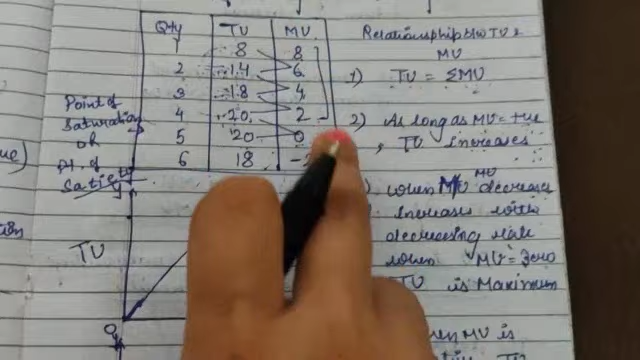 Qty TU MU
1 8 8
2 14 6
3 18 4
4 20 2
5 20 0
6 18
Point of
Saturation
or
Pt. of
Satiety
TU
O
Relationship b/w TU &
MU
1) TU = ΣMU
2) As long as MU = +ve
, TU increases
when MU decreases
increases with
decreasing rate
when MU = Zero
TU is Maximum
MU is